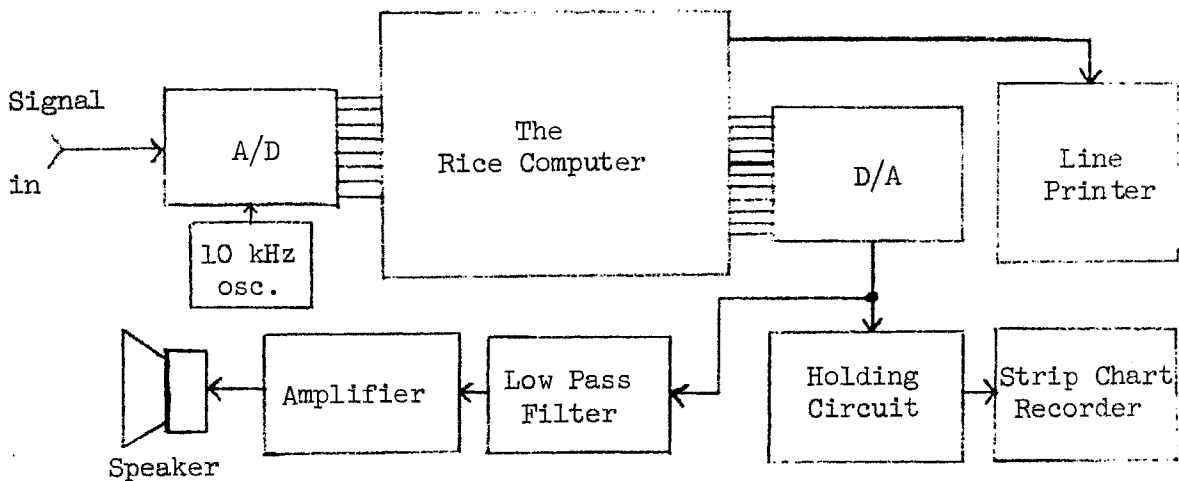 Signal
in
A/D
10 kHz
osc.
The
Rice Computer
D/A
Line
Printer
Speaker
Amplifier
Low Pass
Filter
Holding
Circuit
Strip Chart
Recorder